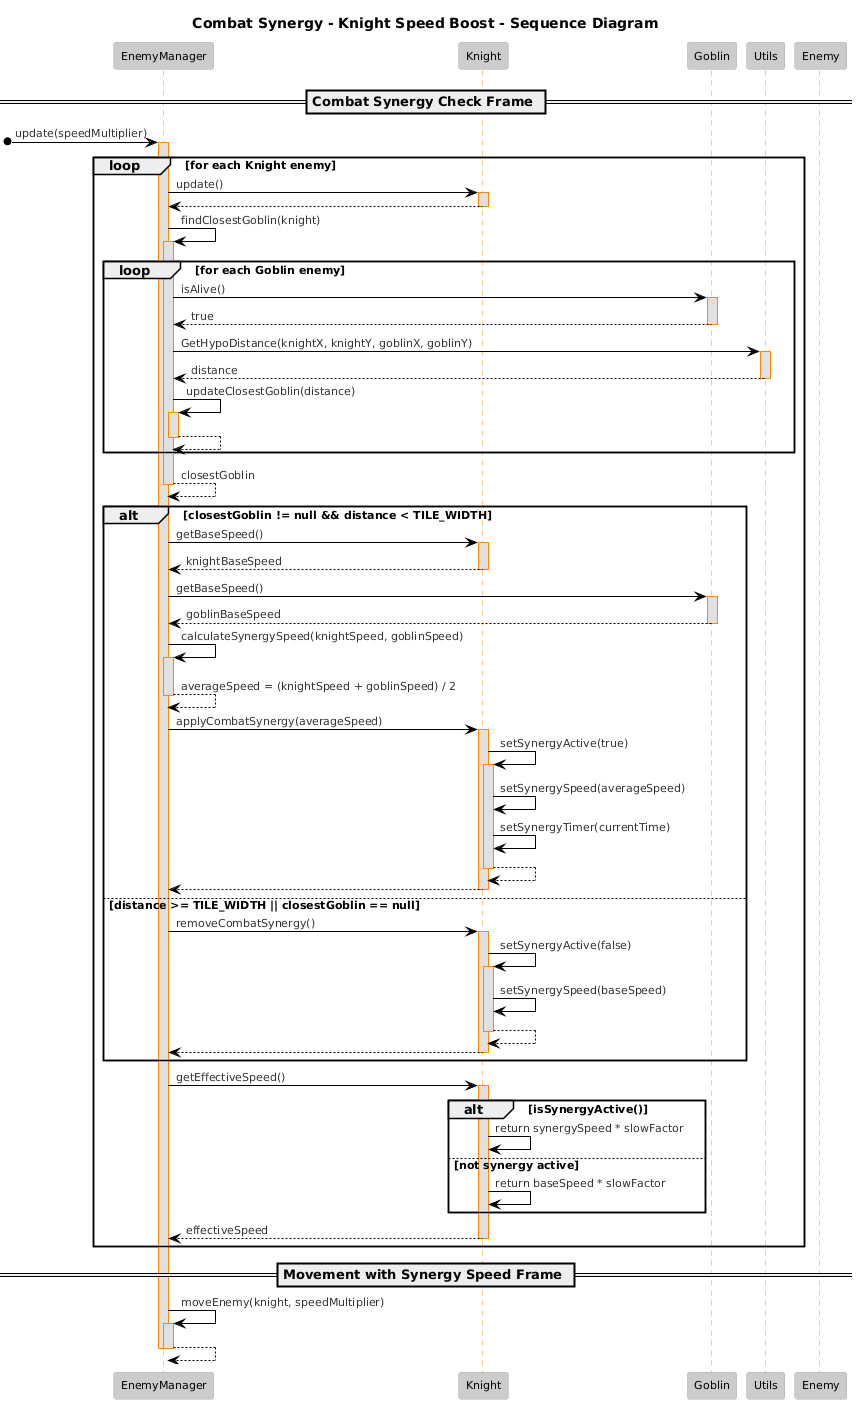 Combat Synergy - Knight Speed Boost - Sequence Diagram
EnemyManager Knight Goblin Utils Enemy
Combat Synergy Check Frame
update(speedMultiplier)
loop [for each Knight enemy]
update()
findClosestGoblin(knight)
loop [for each Goblin enemy]
isAlive()
true
GetHypoDistance(knightX, knightY, goblinX, goblinY)
distance
updateClosestGoblin(distance)
closestGoblin
alt [closestGoblin != null && distance < TILE_WIDTH]
getBaseSpeed()
knightBaseSpeed
getBaseSpeed()
goblinBaseSpeed
calculateSynergySpeed(knightSpeed, goblinSpeed)
averageSpeed = (knightSpeed + goblinSpeed) / 2
applyCombatSynergy(averageSpeed)
setSynergyActive(true)
setSynergySpeed(averageSpeed)
setSynergyTimer(currentTime)
[distance >= TILE_WIDTH || closestGoblin == null]
removeCombatSynergy()
setSynergyActive(false)
setSynergySpeed(baseSpeed)
getEffectiveSpeed()
alt [isSynergyActive()]
return synergySpeed * slowFactor
[not synergy active]
return baseSpeed * slowFactor
effectiveSpeed
Movement with Synergy Speed Frame
moveEnemy(knight, speedMultiplier)
EnemyManager Knight Goblin Utils Enemy